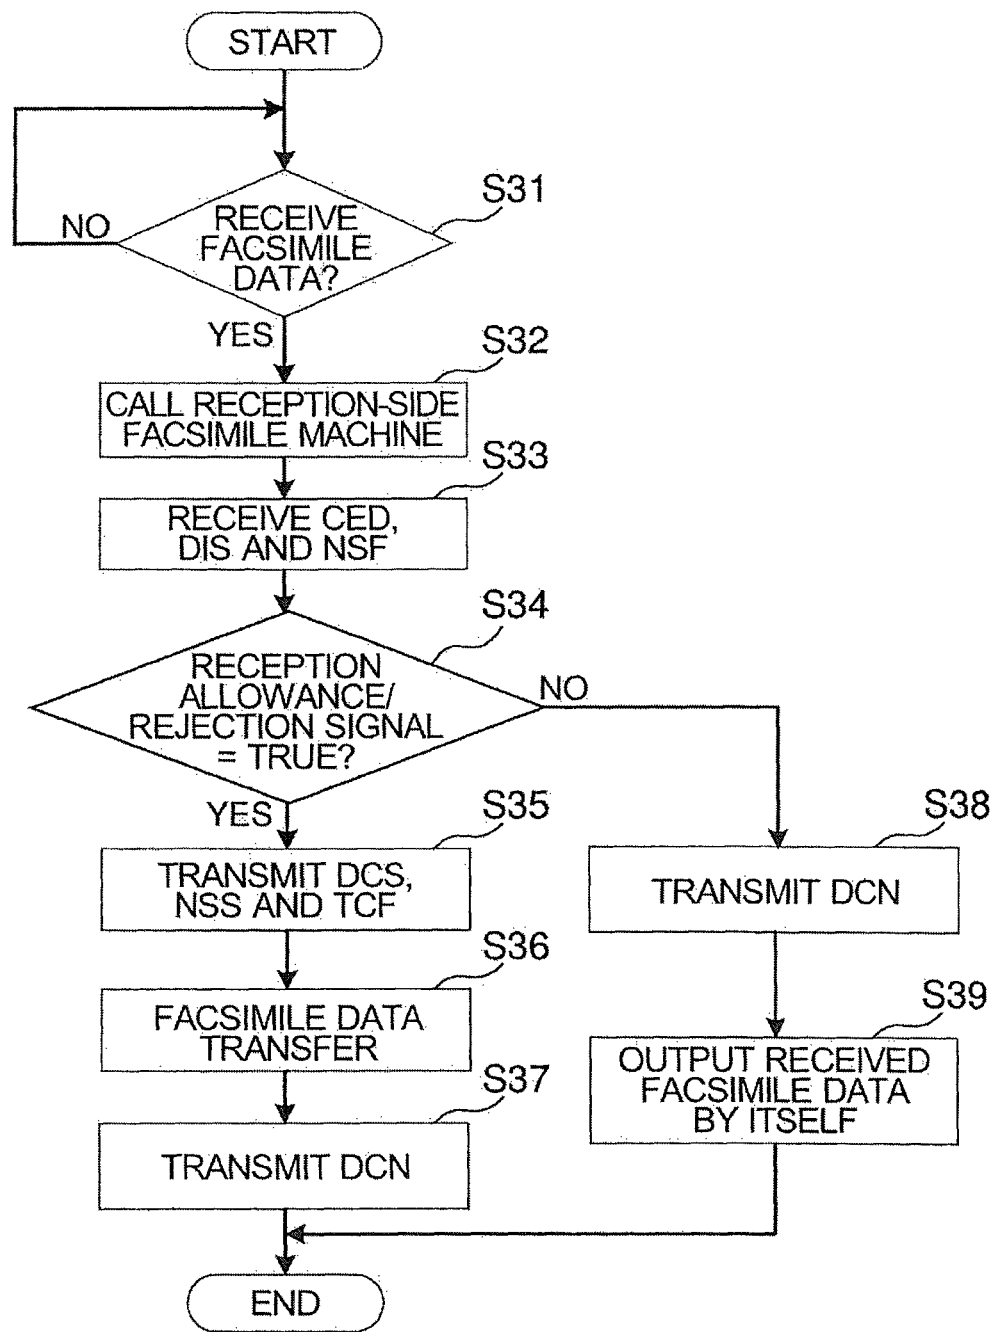 START
S31
RECEIVE
FACSIMILE
DATA?
NO
YES
S32
CALL RECEPTION-SIDE
FACSIMILE MACHINE
S33
RECEIVE CED,
DIS AND NSF
S34
RECEPTION
ALLOWANCE/
REJECTION SIGNAL
= TRUE?
NO
YES
S35
TRANSMIT DCS,
NSS AND TCF
S36
FACSIMILE DATA
TRANSFER
S37
TRANSMIT DCN
S38
TRANSMIT DCN
S39
OUTPUT RECEIVED
FACSIMILE DATA
BY ITSELF
END